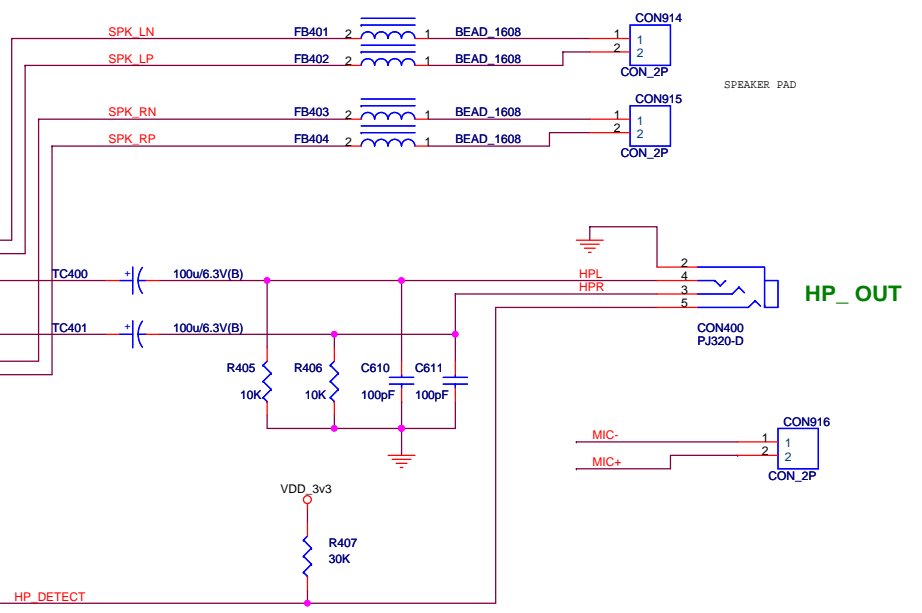 CON914
SPK_LN FB401 2 1 BEAD_1608 1 1
2 2
SPK_LP FB402 2 1 BEAD_1608
CON_2P
SPEAKER PAD
CON915
SPK_RN FB403 2 1 BEAD_1608 1 1
2 2
SPK_RP FB404 2 1 BEAD_1608
CON_2P
2
TC400 + 100u/6.3V(B) HPL 4
HPR 3 HP_ OUT
5
TC401 + 100u/6.3V(B) CON400
PJ320-D
R405 R406 C610 C611
10K 10K 100pF 100pF
CON916
MIC- 1 1
2 2
MIC+
CON_2P
VDD_3v3
R407
30K
HP_DETECT